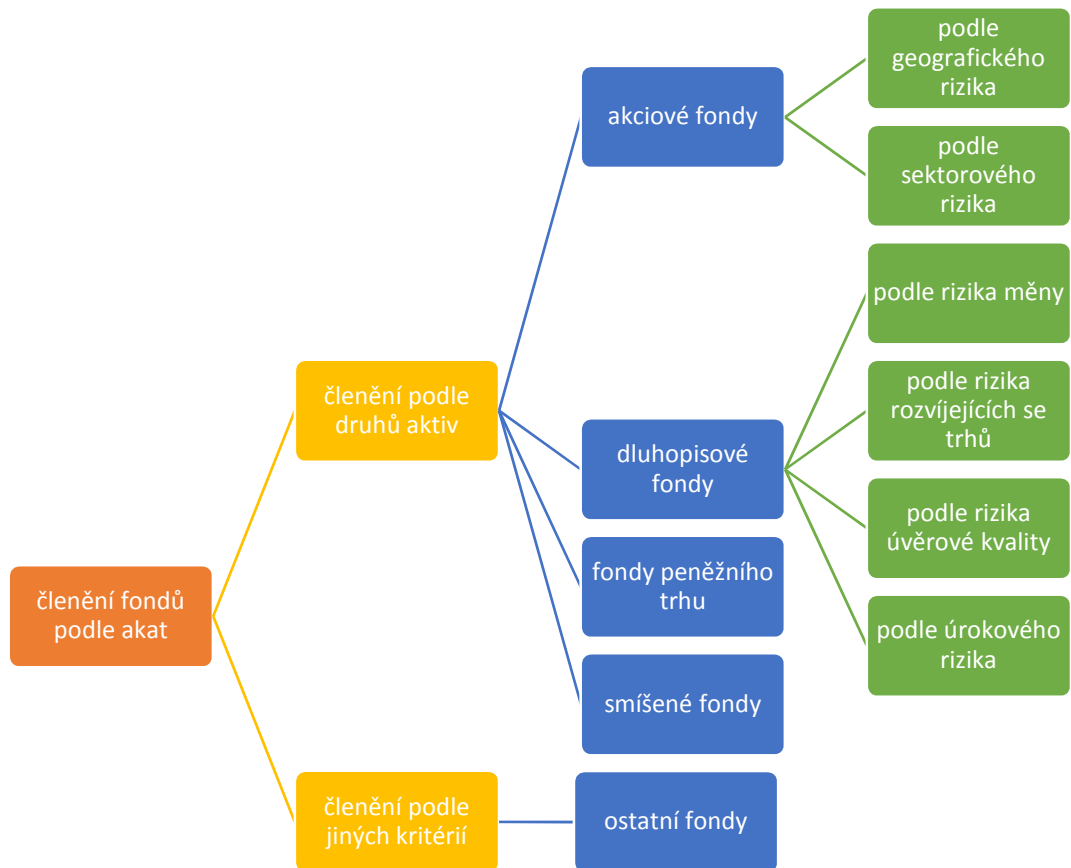 členění fondů
podle akat
členění podle
druhů aktiv
akciové fondy
podle
geografického
rizika
podle
sektorového
rizika
dluhopisové
fondy
podle rizika měny
podle rizika
rozvíjejících se
trhů
podle rizika
úvěrové kvality
podle úrokového
rizika
fondy peněžního
trhu
smíšené fondy
členění podle
jiných kritérií
ostatní fondy